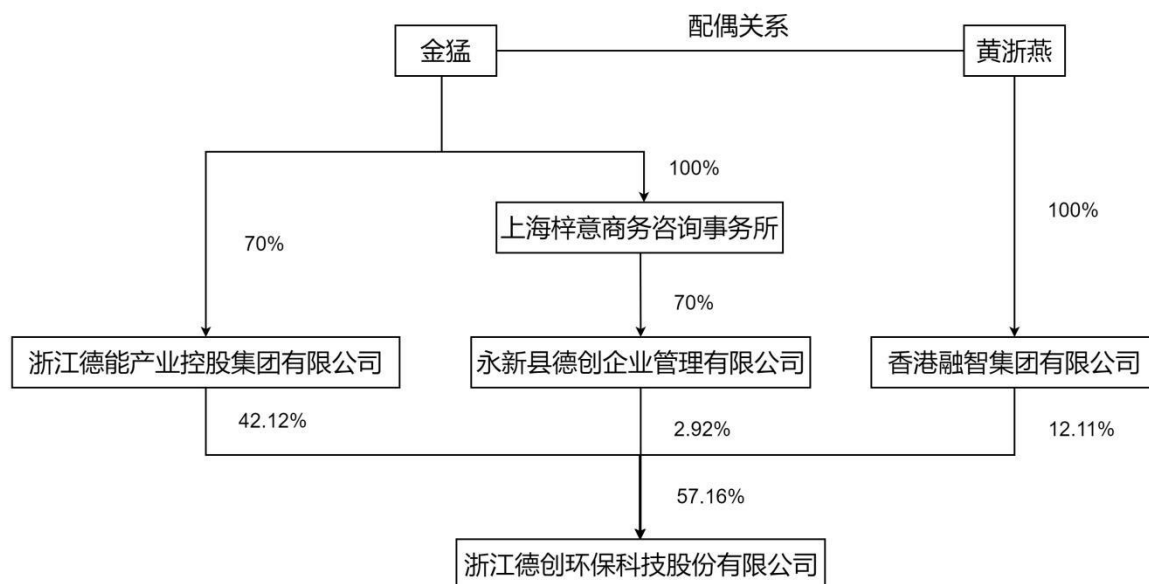 配偶关系
金猛
黄浙燕
100%
上海梓意商务咨询事务所
100%
70%
70%
浙江德能产业控股集团有限公司
永新县德创企业管理有限公司
香港融智集团有限公司
42.12%
2.92%
12.11%
57.16%
浙江德创环保科技股份有限公司